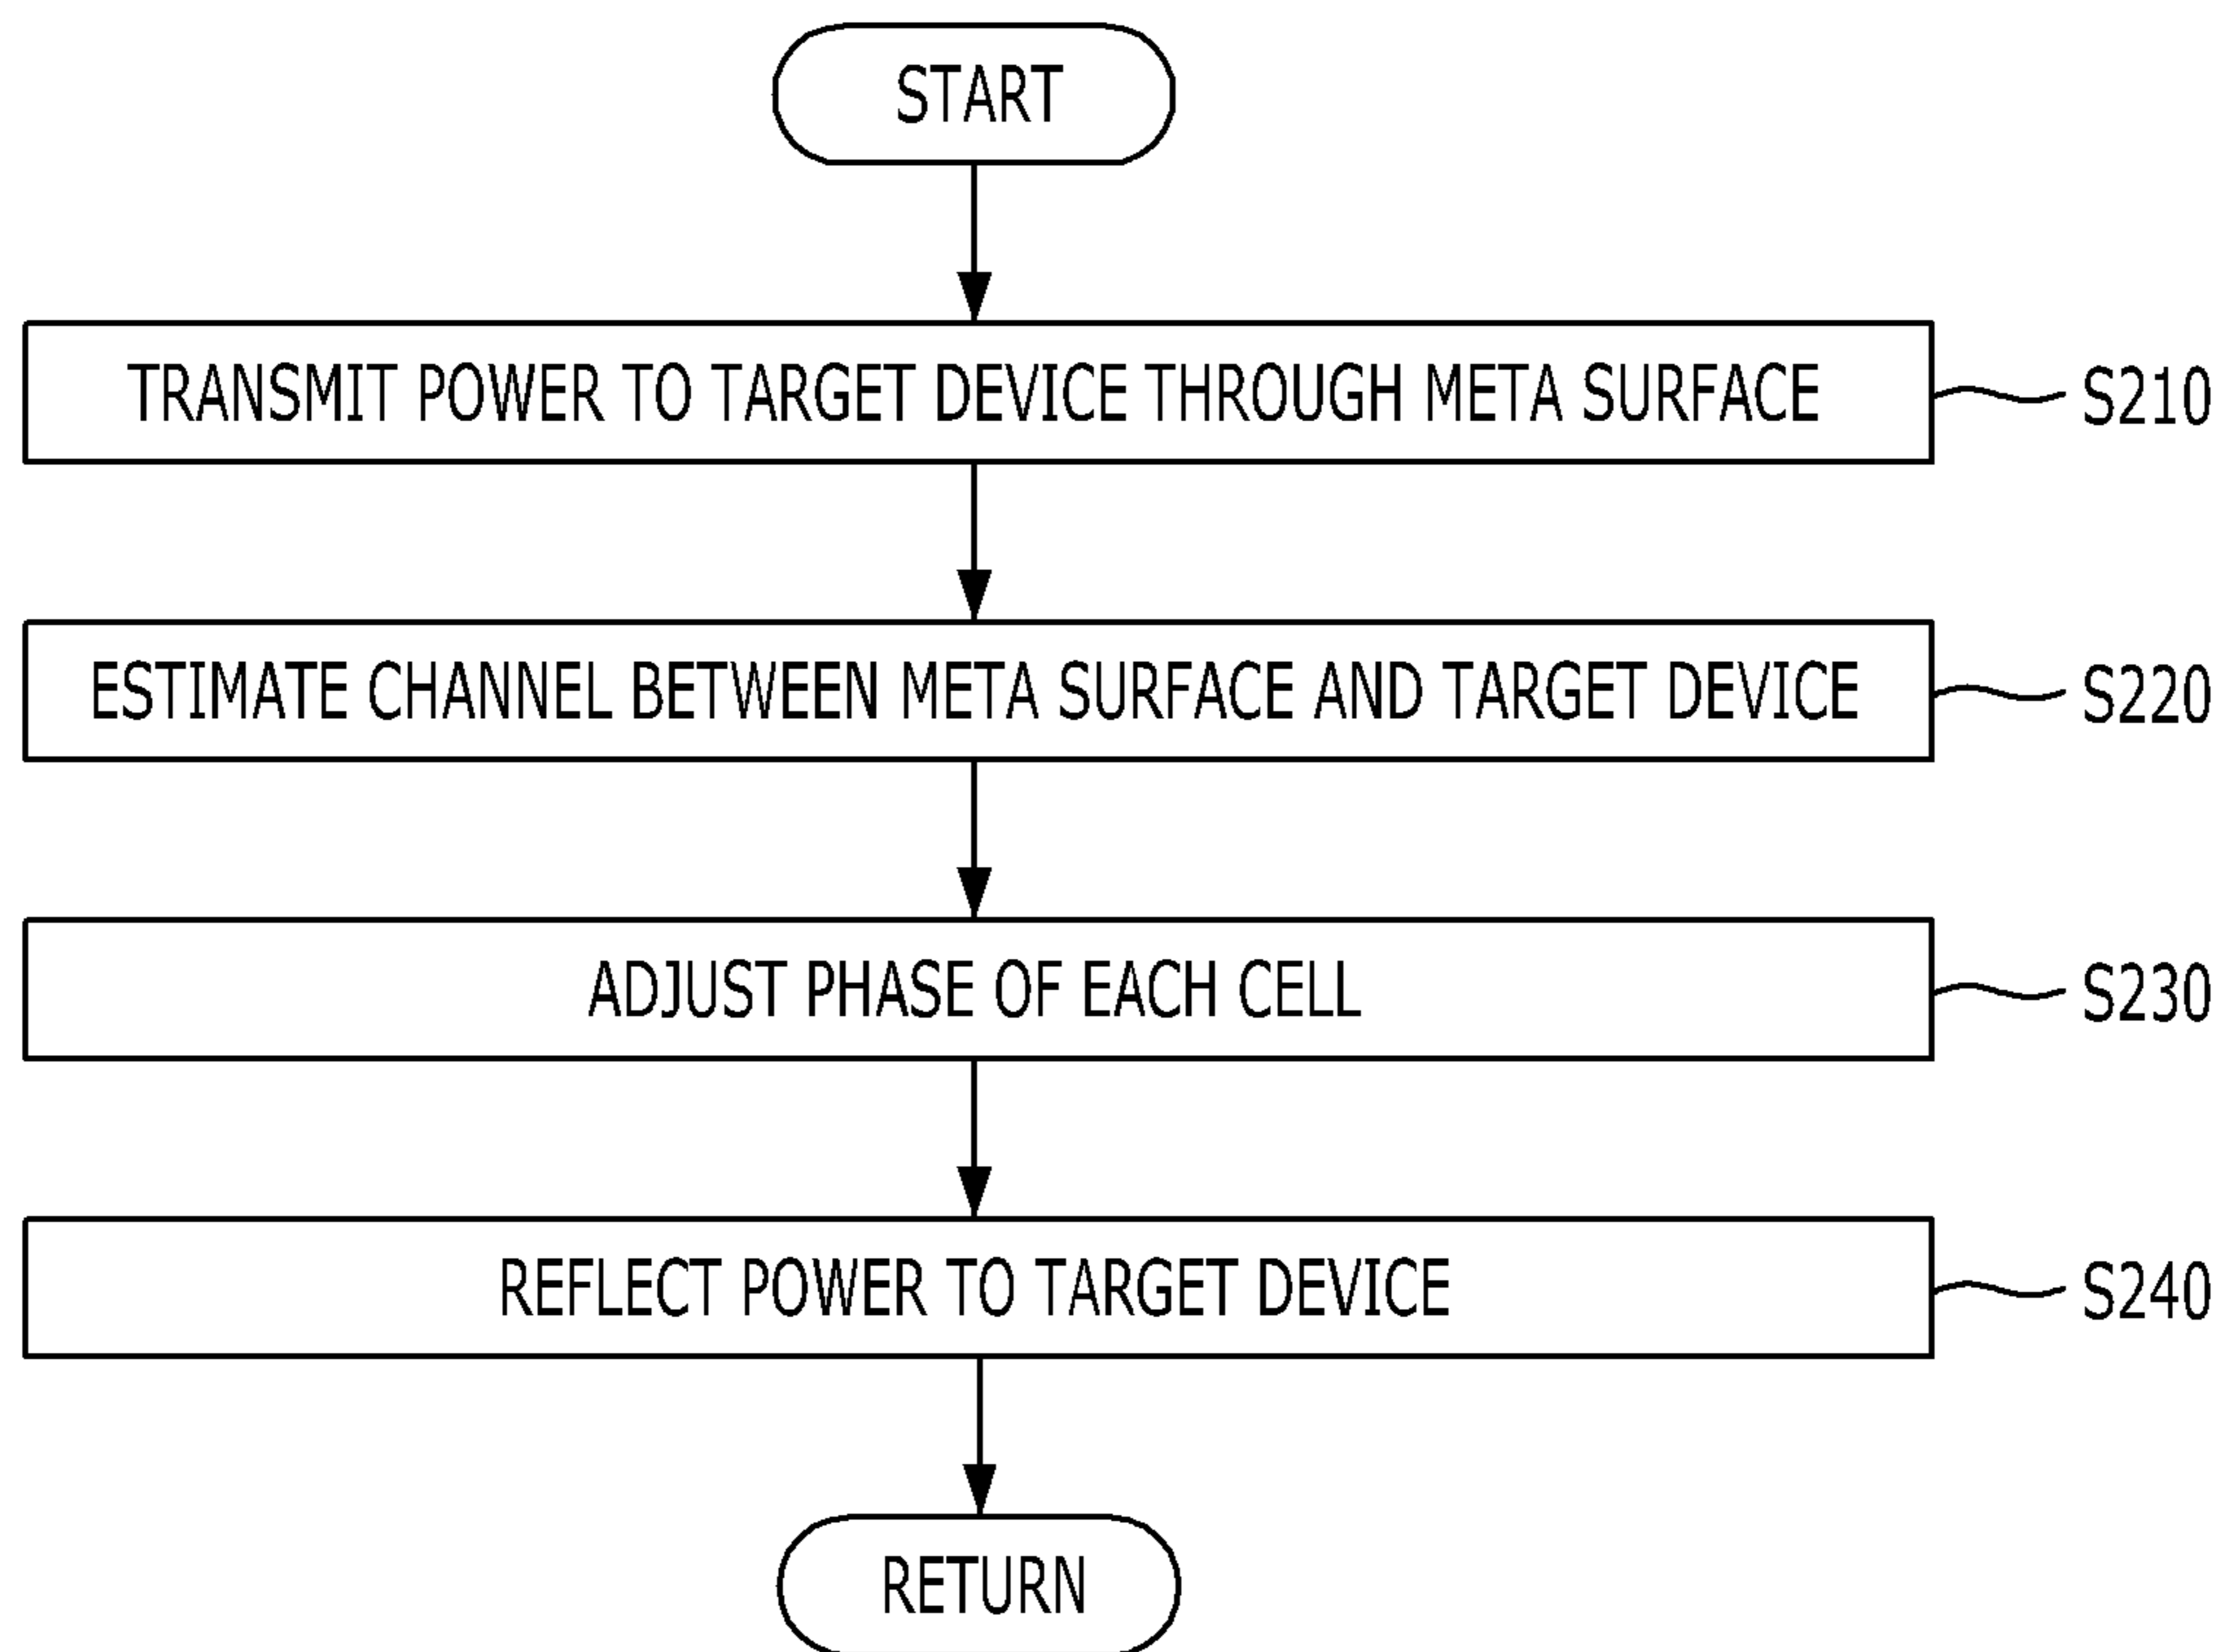 START
TRANSMIT POWER TO TARGET DEVICE THROUGH META SURFACE
S210
ESTIMATE CHANNEL BETWEEN META SURFACE AND TARGET DEVICE
S220
ADJUST PHASE OF EACH CELL
S230
REFLECT POWER TO TARGET DEVICE
S240
RETURN